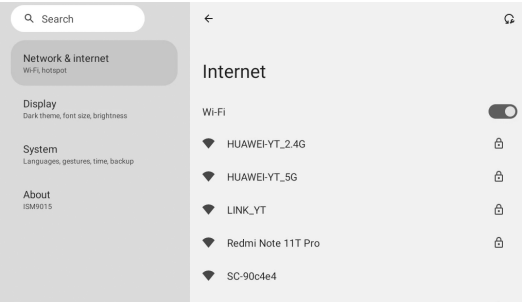 Search
Network & internet
Wi-Fi, hotspot
Display
Dark theme, font size, brightness
System
Languages, gestures, time, backup
About
ISM9015
Internet
Wi-Fi
HUAWEI-YT_2.4G
HUAWEI-YT_5G
LINK_YT
Redmi Note 11T Pro
SC-90c4e4